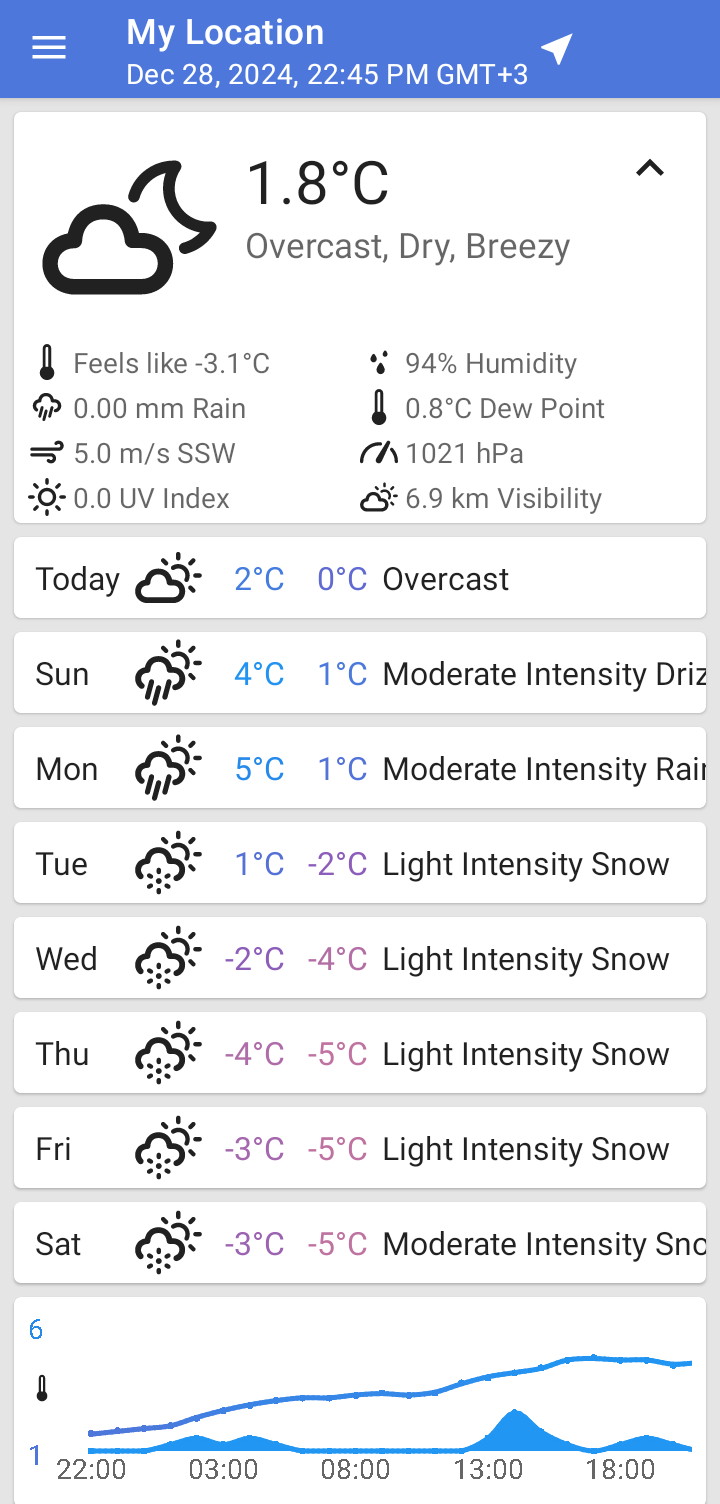 My Location
Dec 28, 2024, 22:45 PM GMT+3
1.8°C
Overcast, Dry, Breezy
Feels like -3.1°C 94% Humidity
0.00 mm Rain 0.8°C Dew Point
5.0 m/s SSW 1021 hPa
0.0 UV Index 6.9 km Visibility
Today 2°C 0°C Overcast
Sun 4°C 1°C Moderate Intensity Driz
Mon 5°C 1°C Moderate Intensity Rai
Tue 1°C -2°C Light Intensity Snow
Wed -2°C -4°C Light Intensity Snow
Thu -4°C -5°C Light Intensity Snow
Fri -3°C -5°C Light Intensity Snow
Sat -3°C -5°C Moderate Intensity Sno
6
1
22:00 03:00 08:00 13:00 18:00